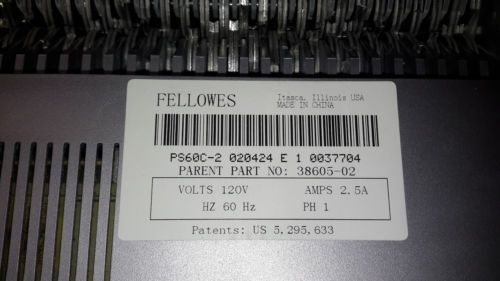 FELLOWES
Itasca, Illinois USA
MADE IN CHINA
PS60C-2 020424 E 1 0037704
PARENT PART NO: 38605-02
VOLTS 120V AMPS 2.5A
HZ 60 Hz PH 1
Patents: US 5,295,633